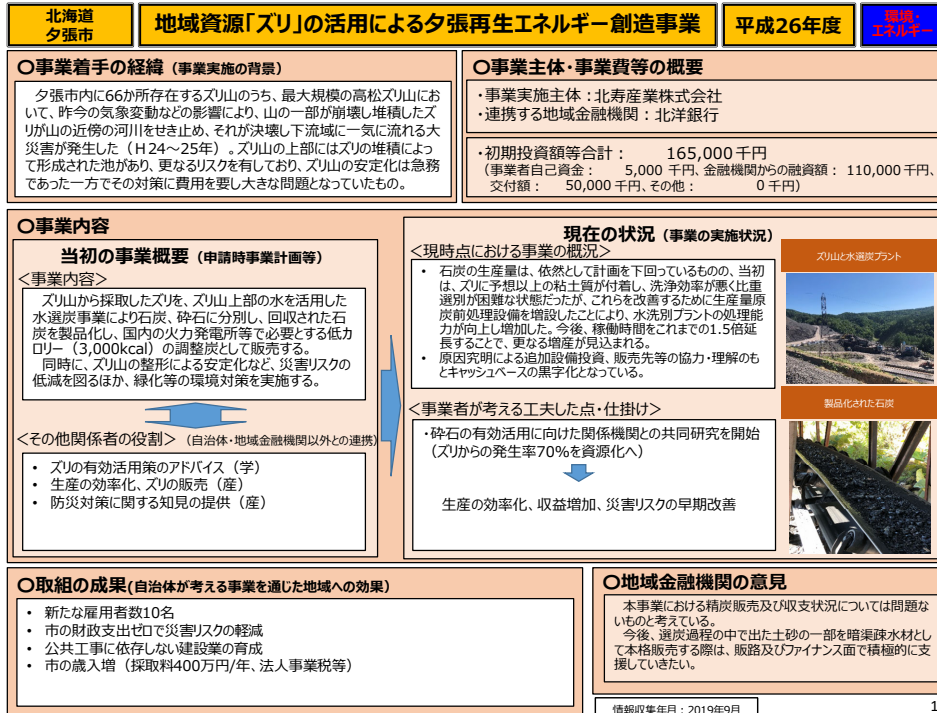 北海道
夕張市
地域資源「ズリ」の活用による夕張再生エネルギー創造事業
平成26年度
環境・
エネルギー
〇事業着手の経緯（事業実施の背景）
夕張市内に66か所存在するズリ山のうち、最大規模の高松ズリ山にお
いて、昨今の気象変動などの影響により、山の一部が崩壊し堆積したズ
リが山の近傍の河川をせき止め、それが決壊し下流域に一気に流れる大
災害が発生した（H24～25年）。ズリ山の上部にはズリの堆積によっ
て形成された池があり、更なるリスクを有しており、ズリ山の安定化は急務
であった一方でその対策に費用を要し大きな問題となっていたもの。
〇事業主体・事業費等の概要
・事業実施主体：北寿産業株式会社
・連携する地域金融機関：北洋銀行
・初期投資額等合計： 165,000千円
（事業者自己資金： 5,000 千円、金融機関からの融資額： 110,000千円、
交付額： 50,000千円、その他： 0千円）
〇事業内容
当初の事業概要（申請時事業計画等）
＜事業内容＞
ズリ山から採取したズリを、ズリ山上部の水を活用した
水選炭事業により石炭、砕石に分別し、回収された石
炭を製品化し、国内の火力発電所等で必要とする低カ
ロリー（3,000kcal）の調整炭として販売する。
同時に、ズリ山の整形による安定化など、災害リスクの
低減を図るほか、緑化等の環境対策を実施する。
＜その他関係者の役割＞（自治体・地域金融機関以外との連携）
• ズリの有効活用策のアドバイス（学）
• 生産の効率化、ズリの販売（産）
• 防災対策に関する知見の提供（産）
現在の状況（事業の実施状況）
＜現時点における事業の概況＞
• 石炭の生産量は、依然として計画を下回っているものの、当初
は、ズリに予想以上の粘土質が付着し、洗浄効率が悪く比重
選別が困難な状態だったが、これらを改善するために生産量原
炭前処理設備を増設したことにより、水洗別プラントの処理能
力が向上し増加した。今後、稼働時間をこれまでの1.5倍延
長することで、更なる増産が見込まれる。
• 原因究明による追加設備投資、販売先等の協力・理解のも
とキャッシュベースの黒字化となっている。
＜事業者が考える工夫した点・仕掛け＞
・砕石の有効活用に向けた関係機関との共同研究を開始
（ズリからの発生率70%を資源化へ）
生産の効率化、収益増加、災害リスクの早期改善
ズリ山と水選炭プラント
製品化された石炭
〇取組の成果(自治体が考える事業を通じた地域への効果）
• 新たな雇用者数10名
• 市の財政支出ゼロで災害リスクの軽減
• 公共工事に依存しない建設業の育成
• 市の歳入増（採取料400万円/年、法人事業税等）
〇地域金融機関の意見
本事業における精炭販売及び収支状況については問題な
いものと考えている。
今後、選炭過程の中で出た土砂の一部を暗渠疎水材とし
て本格販売する際は、販路及びファイナンス面で積極的に支
援していきたい。
情報収集年月：2019年9月
1